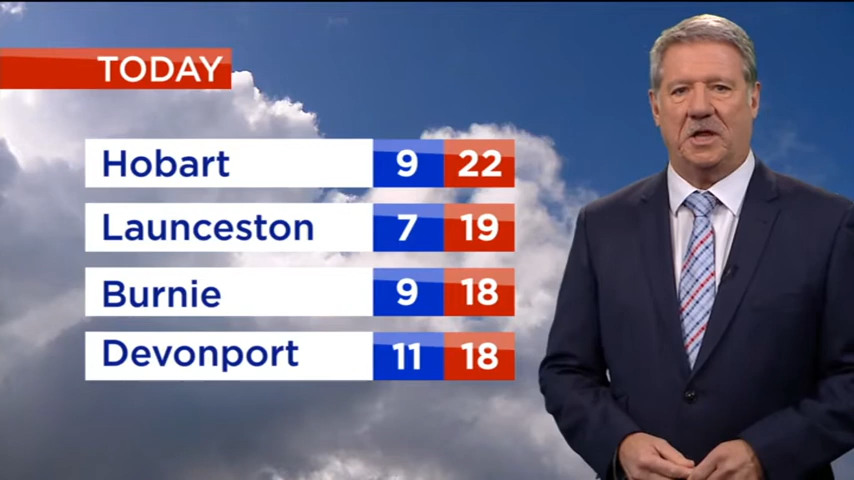 TODAY
Hobart 9 22
Launceston 7 19
Burnie 9 18
Devonport 11 18